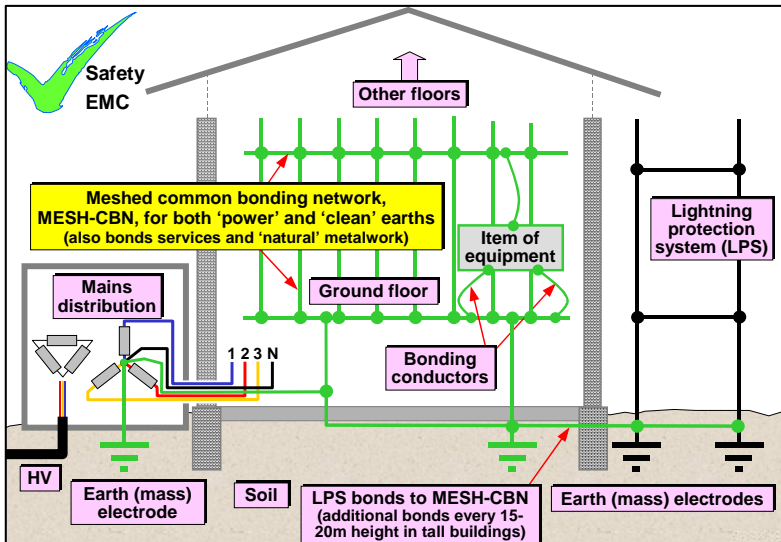 Safety
EMC
Other floors
Meshed common bonding network,
MESH-CBN, for both ‘power’ and ‘clean’ earths
(also bonds services and ‘natural’ metalwork)
Lightning
protection
system (LPS)
Item of
equipment
Mains
distribution
Ground floor
1 2 3 N
Bonding
conductors
HV
Earth (mass)
electrode
Soil
LPS bonds to MESH-CBN
(additional bonds every 15-
20m height in tall buildings)
Earth (mass) electrodes